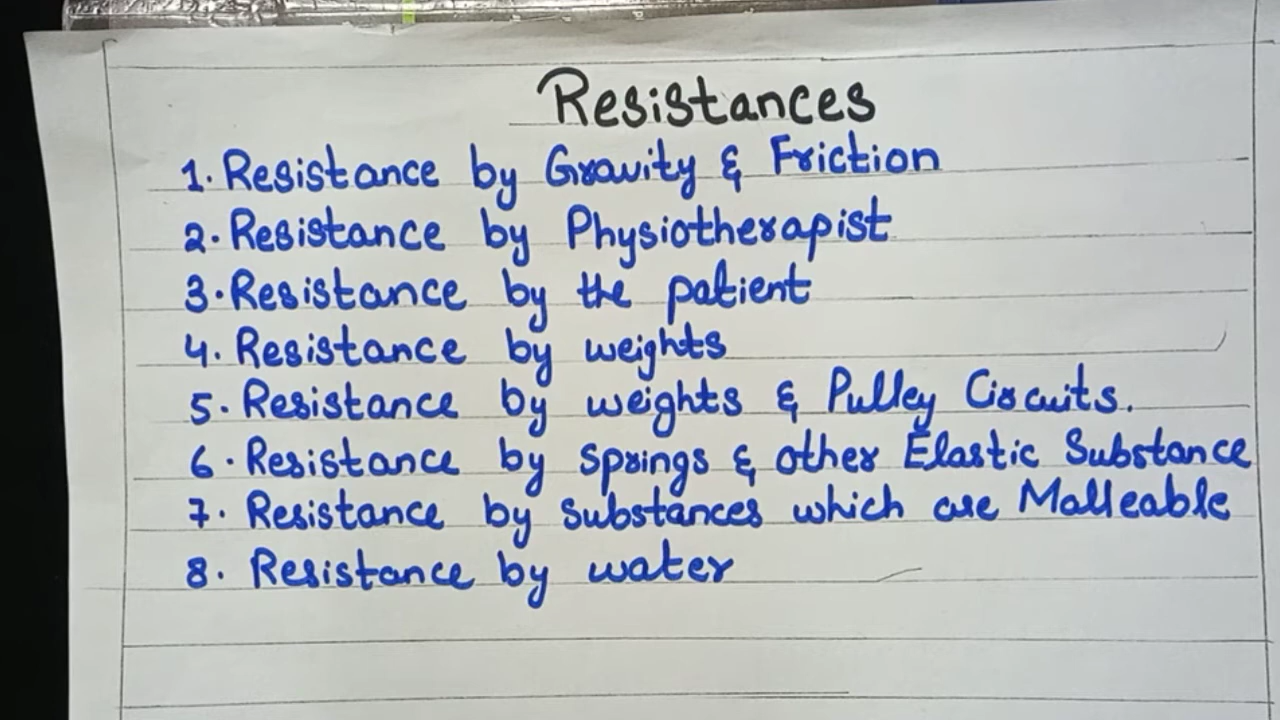 Resistances
1. Resistance by Gravity & Friction
2. Resistance by Physiotherapist
3. Resistance by the patient
4. Resistance by weights
5. Resistance by weights & Pulley Circuits.
6. Resistance by springs & other Elastic Substance
7. Resistance by substances which are Malleable
8. Resistance by water